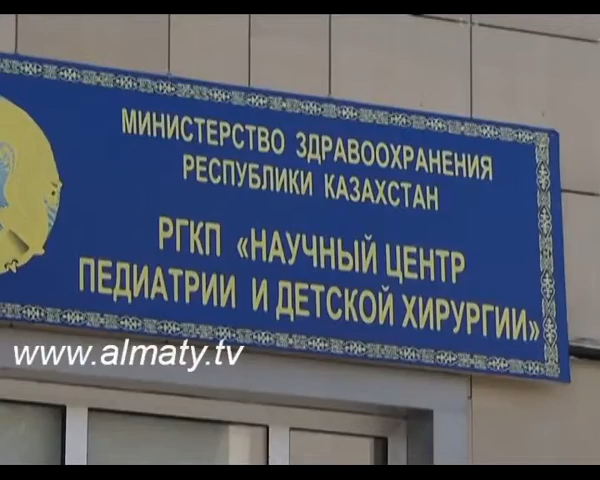 МИНИСТЕРСТВО ЗДРАВООХРАНЕНИЯ
РЕСПУБЛИКИ КАЗАХСТАН
РГКП «НАУЧНЫЙ ЦЕНТР
ПЕДИАТРИИ И ДЕТСКОЙ ХИРУРГИИ»
www.almaty.tv